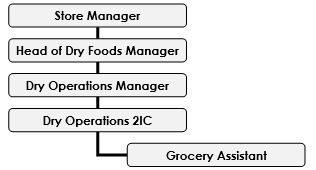 Store Manager
Head of Dry Foods Manager
Dry Operations Manager
Dry Operations 2IC
Grocery Assistant